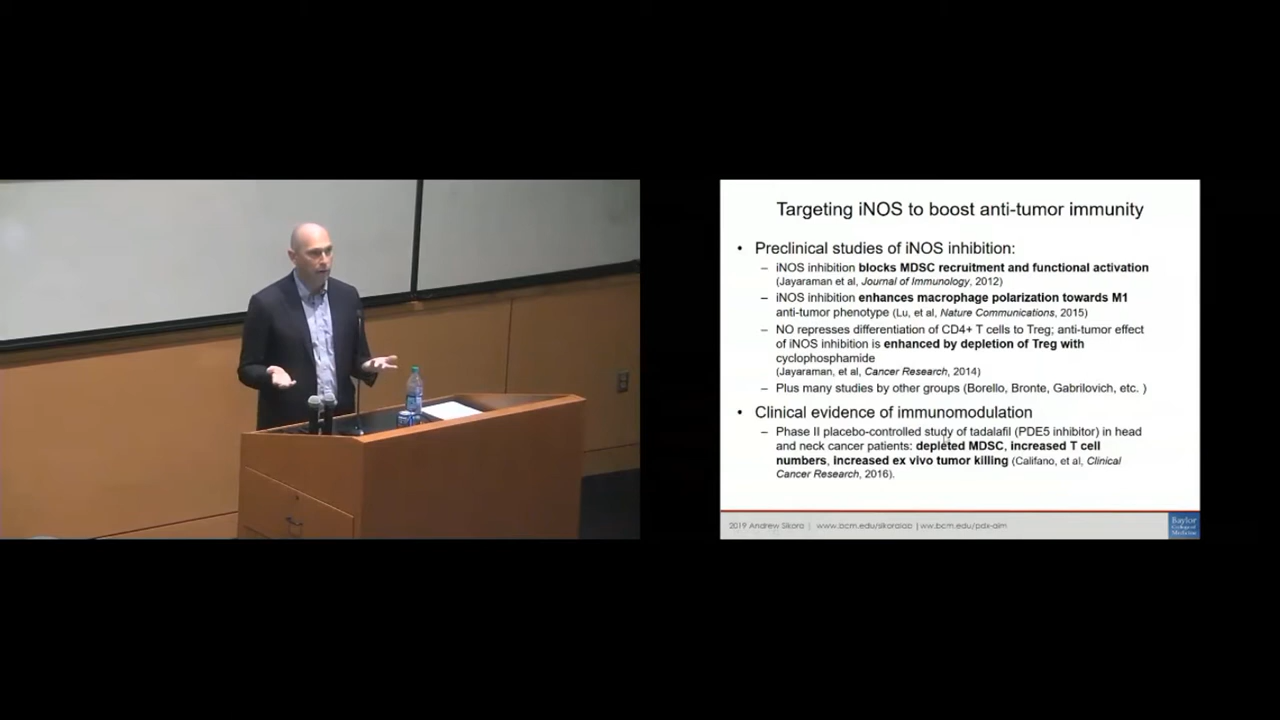 Targeting iNOS to boost anti-tumor immunity
• Preclinical studies of iNOS inhibition:
– iNOS inhibition blocks MDSC recruitment and functional activation
(Jayaraman et al, Journal of Immunology, 2012)
– iNOS inhibition enhances macrophage polarization towards M1
anti-tumor phenotype (Lu, et al, Nature Communications, 2015)
– NO represses differentiation of CD4+ T cells to Treg; anti-tumor effect
of iNOS inhibition is enhanced by depletion of Treg with
cyclophosphamide
(Jayaraman, et al, Cancer Research, 2014)
– Plus many studies by other groups (Borello, Bronte, Gabrilovich, etc. )
• Clinical evidence of immunomodulation
– Phase II placebo-controlled study of tadalafil (PDE5 inhibitor) in head
and neck cancer patients: depleted MDSC, increased T cell
numbers, increased ex vivo tumor killing (Califano, et al, Clinical
Cancer Research, 2016).
2019 Andrew Sikora | www.bcm.edu/sikoralab | ww.bcm.edu/pdx-aim
Baylor
College of
Medicine